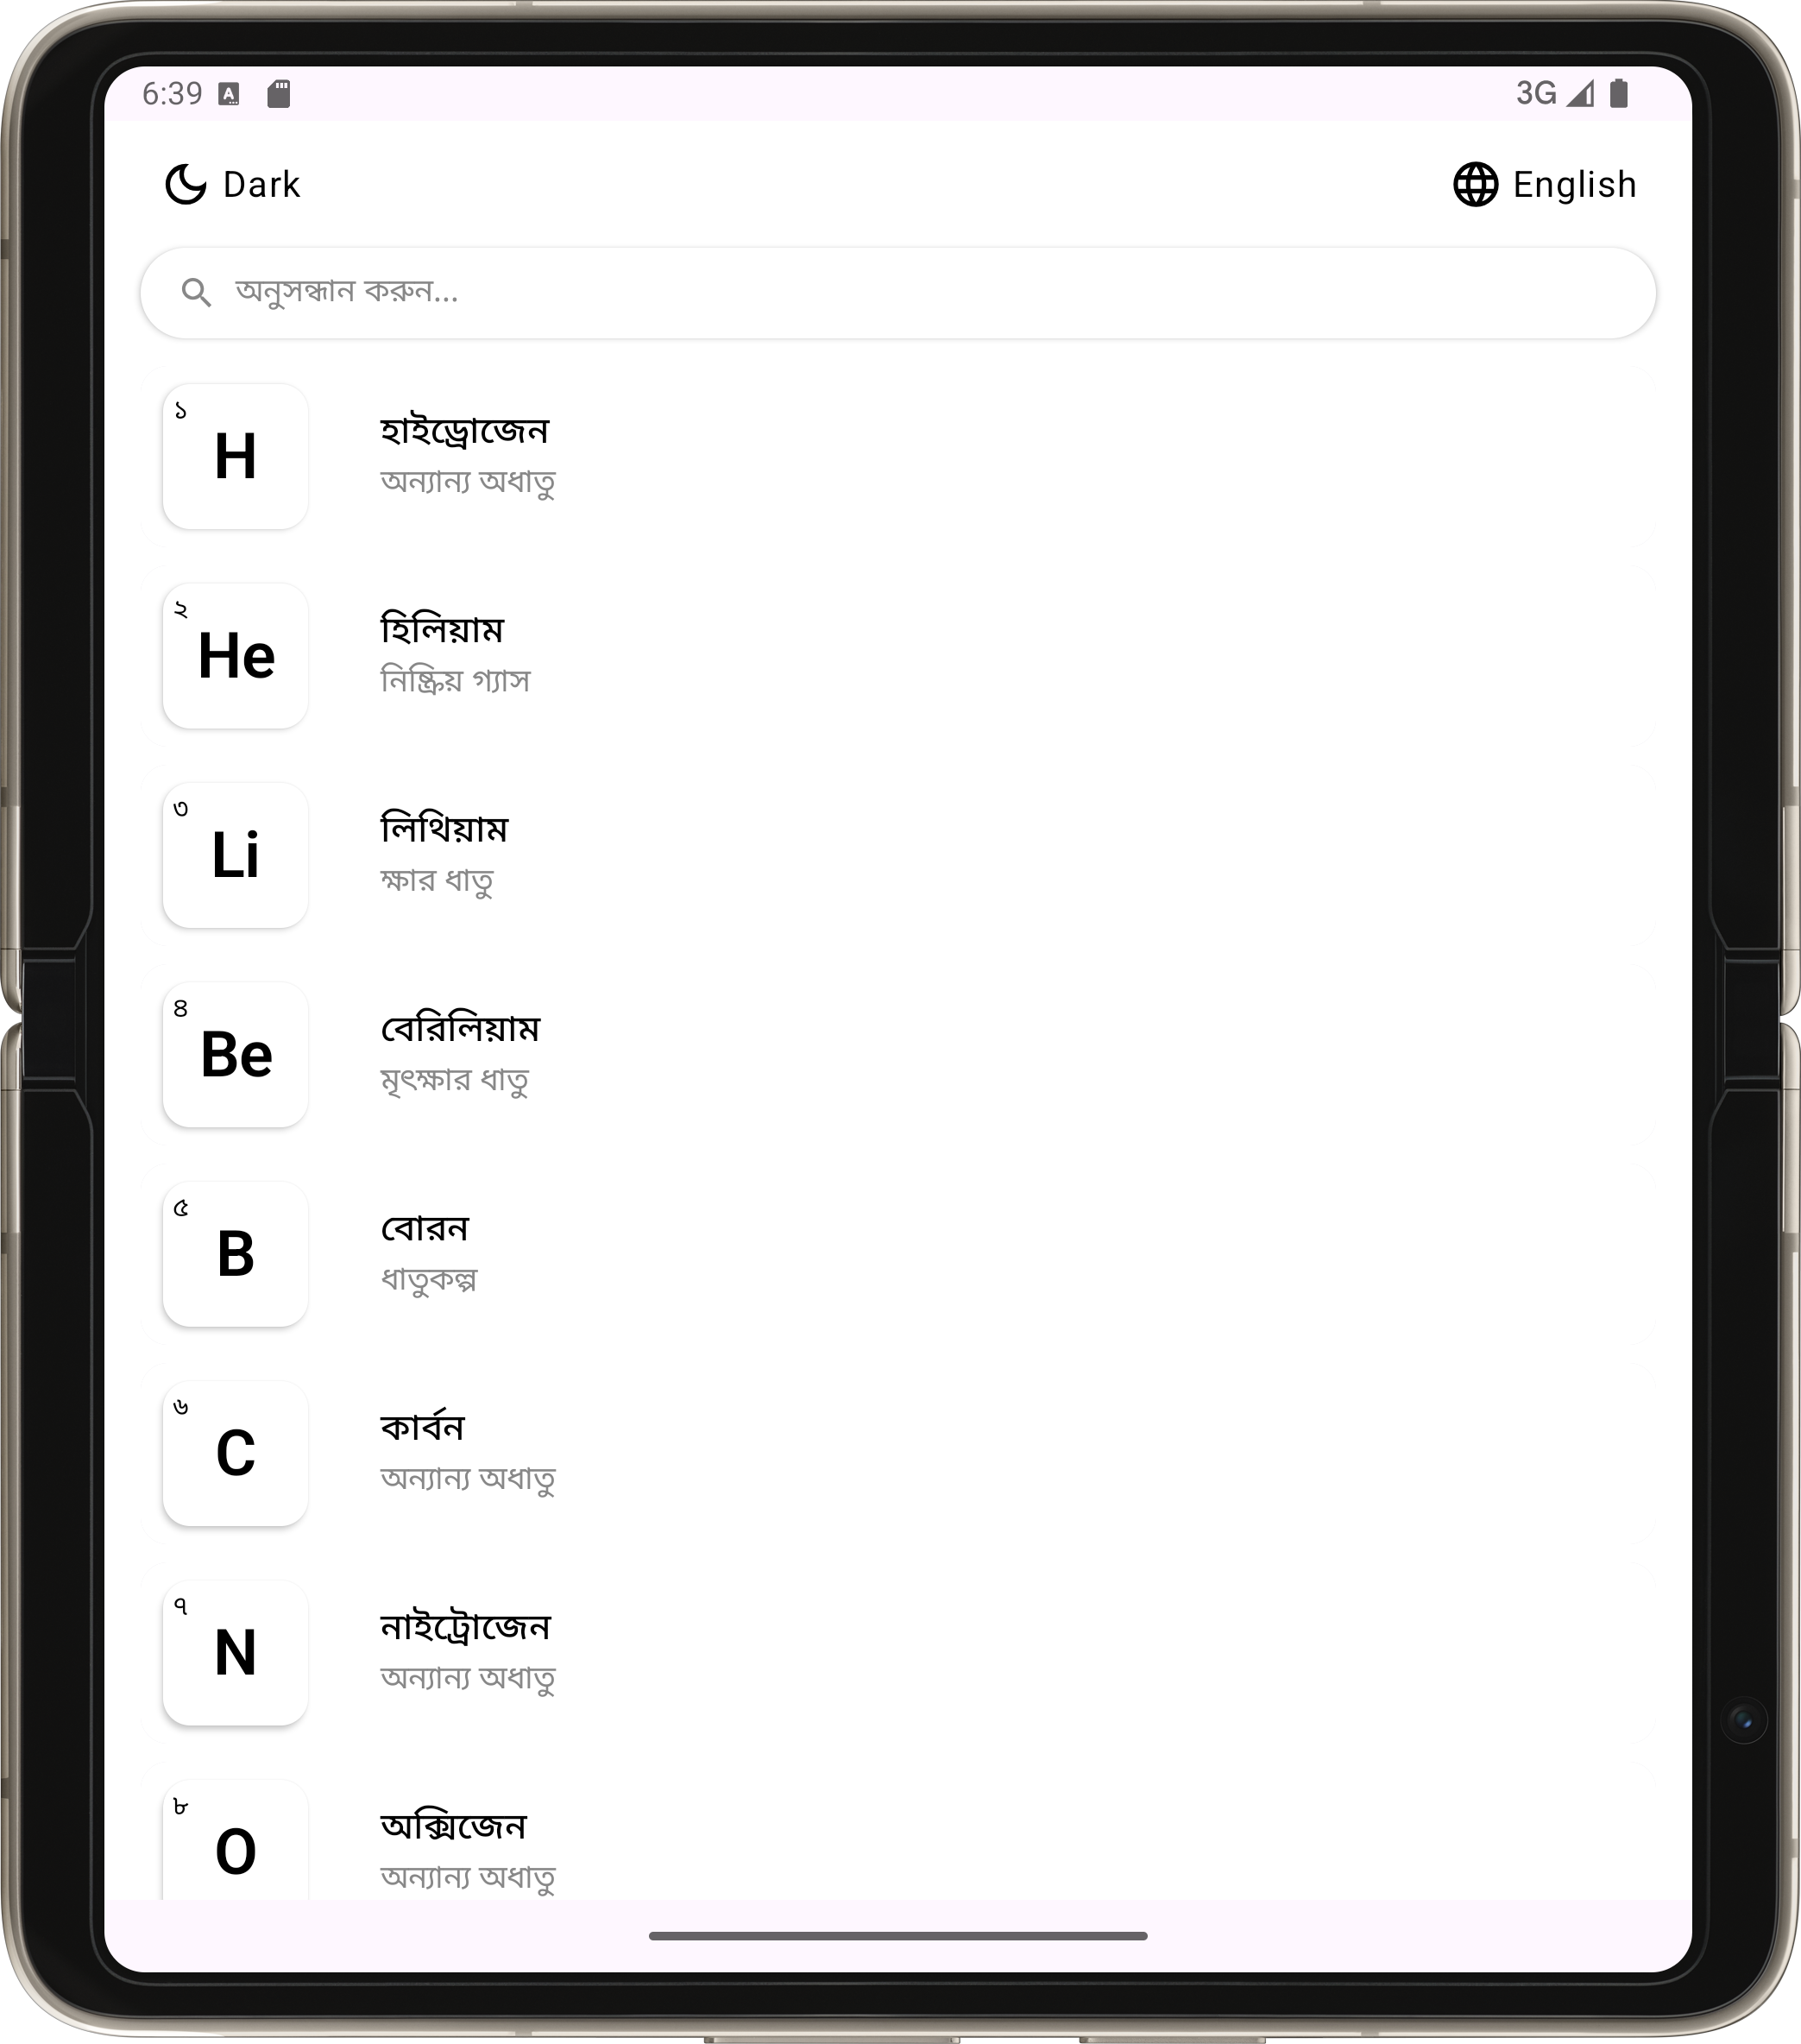 6:39 A 3G
Dark English
অনুসন্ধান করুন...
১
H
হাইড্রোজেন
অন্যান্য অধাতু
২
He
হিলিয়াম
নিষ্ক্রিয় গ্যাস
৩
Li
লিথিয়াম
ক্ষার ধাতু
৪
Be
বেরিলিয়াম
মৃৎক্ষার ধাতু
৫
B
বোরন
ধাতুকল্প
৬
C
কার্বন
অন্যান্য অধাতু
৭
N
নাইট্রোজেন
অন্যান্য অধাতু
৮
O
অক্সিজেন
অন্যান্য অধাতু